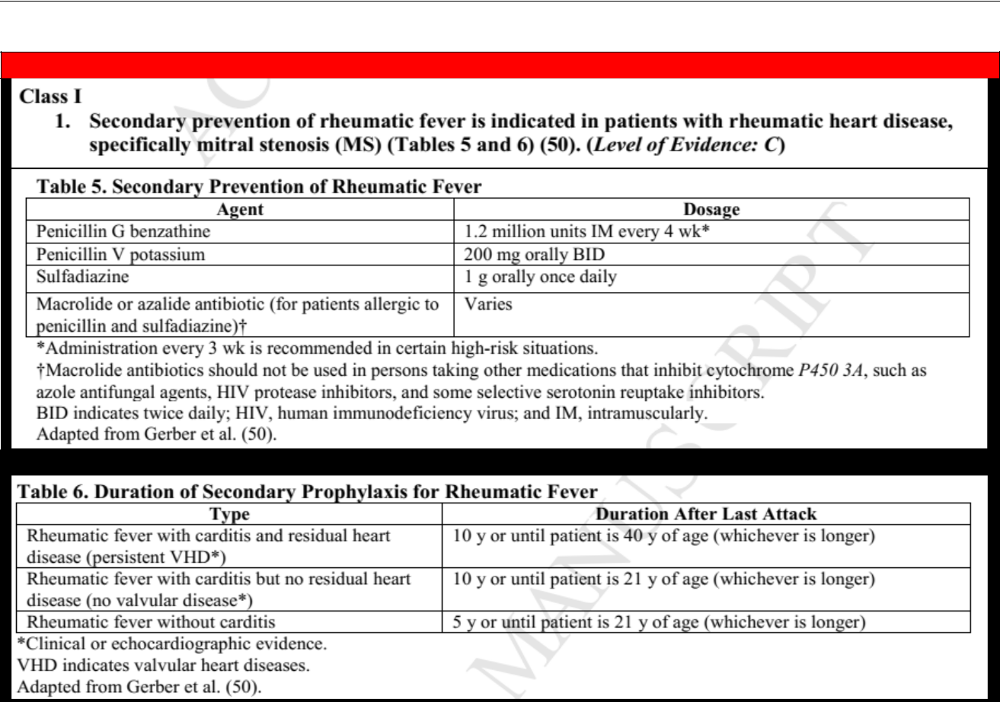 Class I
1. Secondary prevention of rheumatic fever is indicated in patients with rheumatic heart disease,
specifically mitral stenosis (MS) (Tables 5 and 6) (50). (Level of Evidence: C)
Table 5. Secondary Prevention of Rheumatic Fever
Agent Dosage
Penicillin G benzathine 1.2 million units IM every 4 wk*
Penicillin V potassium 200 mg orally BID
Sulfadiazine 1 g orally once daily
Macrolide or azalide antibiotic (for patients allergic to Varies
penicillin and sulfadiazine)†
*Administration every 3 wk is recommended in certain high-risk situations.
†Macrolide antibiotics should not be used in persons taking other medications that inhibit cytochrome P450 3A, such as
azole antifungal agents, HIV protease inhibitors, and some selective serotonin reuptake inhibitors.
BID indicates twice daily; HIV, human immunodeficiency virus; and IM, intramuscularly.
Adapted from Gerber et al. (50).
Table 6. Duration of Secondary Prophylaxis for Rheumatic Fever
Type Duration After Last Attack
Rheumatic fever with carditis and residual heart 10 y or until patient is 40 y of age (whichever is longer)
disease (persistent VHD*)
Rheumatic fever with carditis but no residual heart 10 y or until patient is 21 y of age (whichever is longer)
disease (no valvular disease*)
Rheumatic fever without carditis 5 y or until patient is 21 y of age (whichever is longer)
*Clinical or echocardiographic evidence.
VHD indicates valvular heart diseases.
Adapted from Gerber et al. (50).
AC
MANUSCRIPT